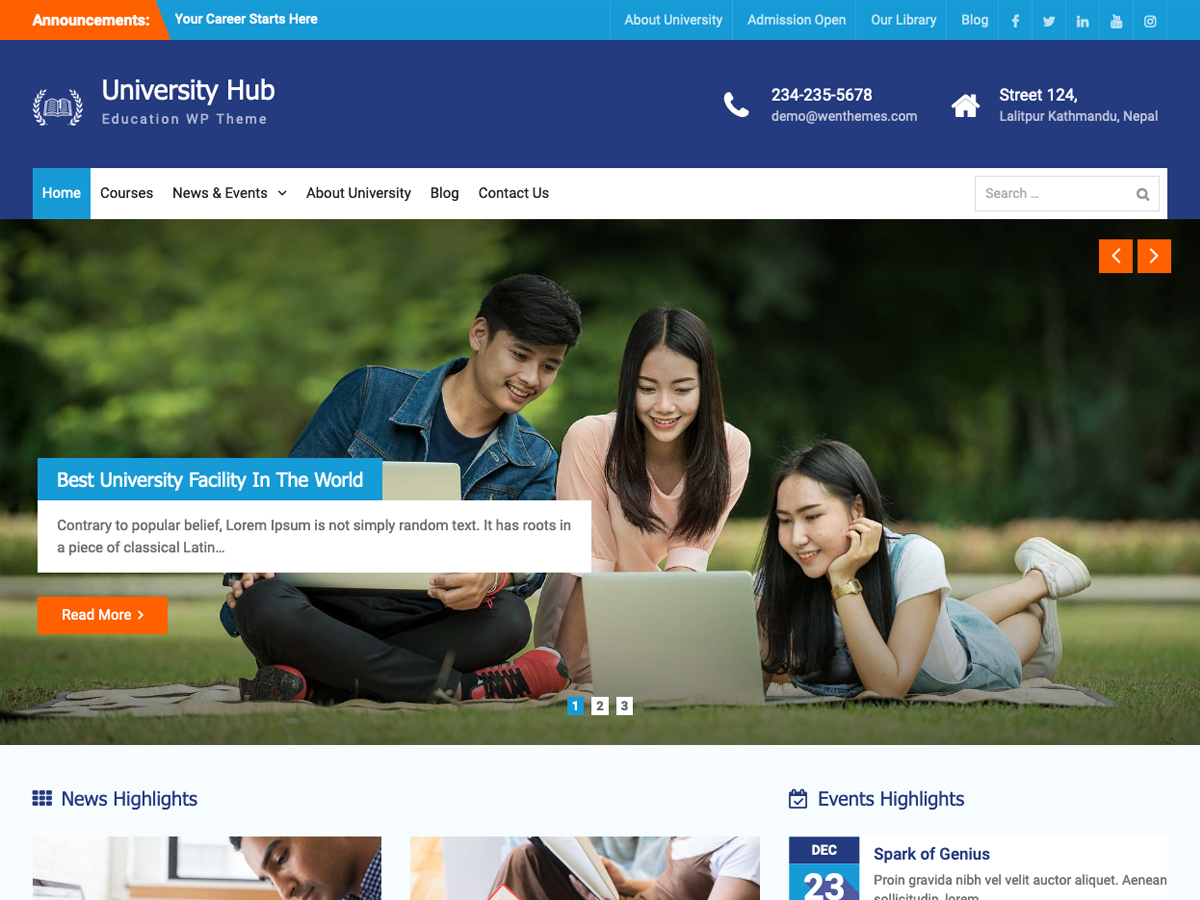 Announcements:
Your Career Starts Here
About University
Admission Open
Our Library
Blog
University Hub
Education WP Theme
234-235-5678
demo@wenthemes.com
Street 124,
Lalitpur Kathmandu, Nepal
Home
Courses
News & Events
About University
Blog
Contact Us
Search ...
Best University Facility In The World
Contrary to popular belief, Lorem Ipsum is not simply random text. It has roots in
a piece of classical Latin...
Read More
1 2 3
News Highlights
Events Highlights
DEC
23
Spark of Genius
Proin gravida nibh vel velit auctor aliquet. Aenean
sollicitudin, lorem